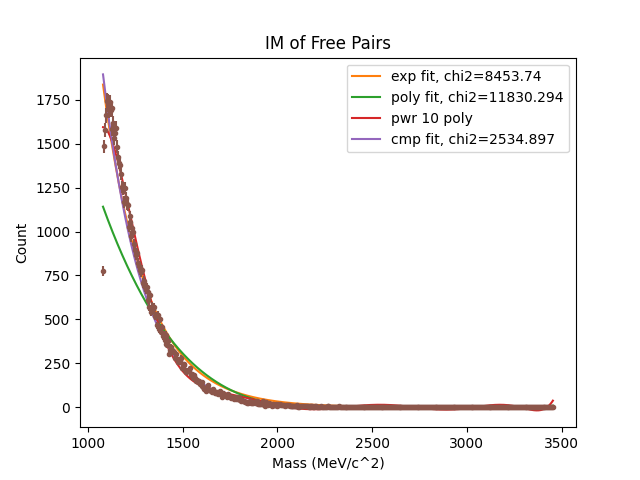 IM of Free Pairs
exp fit, chi2=8453.74
poly fit, chi2=11830.294
pwr 10 poly
cmp fit, chi2=2534.897
Count
1750
1500
1250
1000
750
500
250
0
1000 1500 2000 2500 3000 3500
Mass (MeV/c^2)